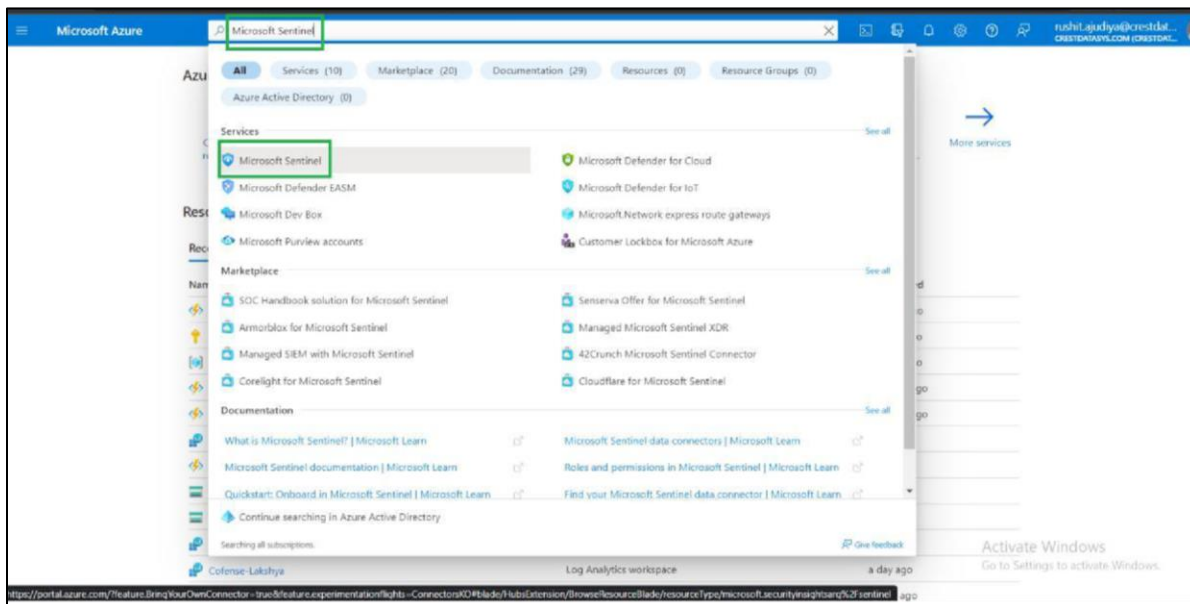 Microsoft Azure
Microsoft Sentinel
rushit.ajudiya@crestdat...
CRESTDATASYS.COM (CRESTDAT...
Azu
All Services (10) Marketplace (20) Documentation (29) Resources (0) Resource Groups (0)
Azure Active Directory (0)
Services See all
More services
Microsoft Sentinel Microsoft Defender for Cloud
Microsoft Defender EASM Microsoft Defender for IoT
Reso
Microsoft Dev Box Microsoft.Network express route gateways
Rece
Microsoft Purview accounts Customer Lockbox for Microsoft Azure
Marketplace See all
Nam
SOC Handbook solution for Microsoft Sentinel Senserva Offer for Microsoft Sentinel
Armorblox for Microsoft Sentinel Managed Microsoft Sentinel XDR
Managed SIEM with Microsoft Sentinel 42Crunch Microsoft Sentinel Connector
Corelight for Microsoft Sentinel Cloudflare for Microsoft Sentinel
go
Documentation See all
go
What is Microsoft Sentinel? | Microsoft Learn Microsoft Sentinel data connectors | Microsoft Learn
Microsoft Sentinel documentation | Microsoft Learn Roles and permissions in Microsoft Sentinel | Microsoft Learn
Quickstart: Onboard in Microsoft Sentinel | Microsoft Learn Find your Microsoft Sentinel data connector | Microsoft Learn
Continue searching in Azure Active Directory
Searching all subscriptions. Give feedback
Activate Windows
Go to Settings to activate Windows.
Cofense-Lakshya Log Analytics workspace a day ago
https://portal.azure.com/?feature.BringYourOwnConnector=true&feature.experimentationflights=ConnectorsKO#blade/HubsExtension/BrowseResourceBlade/resourceType/microsoft.securityinsightsarg%2Fsentinel ago